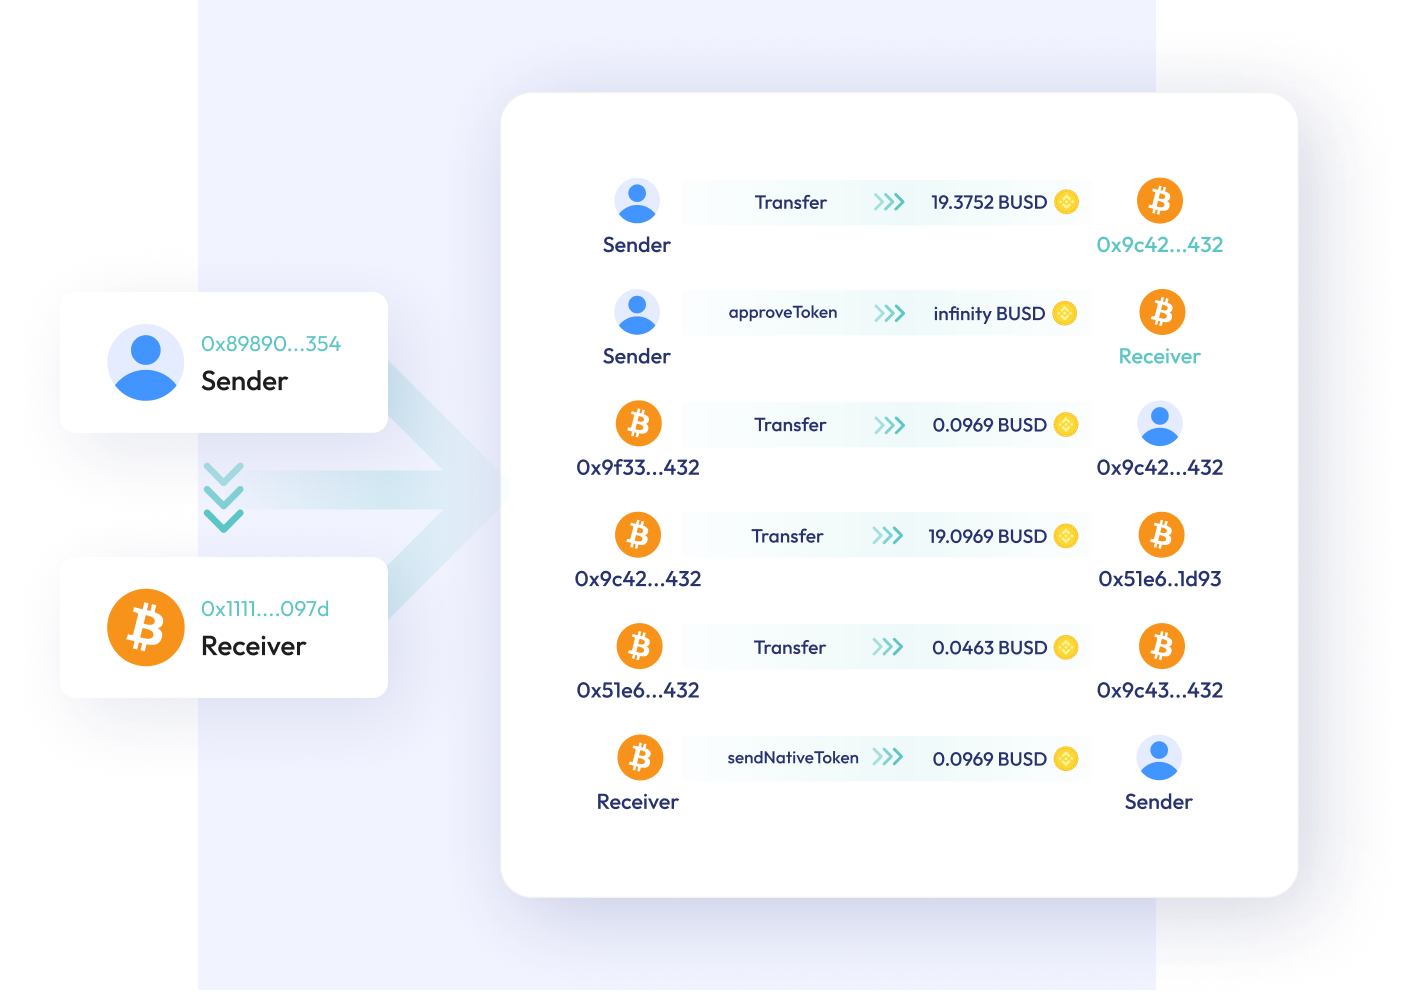 0x89890...354
Sender
0x1111....097d
Receiver
Transfer 19.3752 BUSD
Sender 0x9c42...432
approveToken infinity BUSD
Sender Receiver
Transfer 0.0969 BUSD
0x9f33...432 0x9c42...432
Transfer 19.0969 BUSD
0x9c42...432 0x51e6..1d93
Transfer 0.0463 BUSD
0x51e6...432 0x9c43...432
sendNativeToken 0.0969 BUSD
Receiver Sender